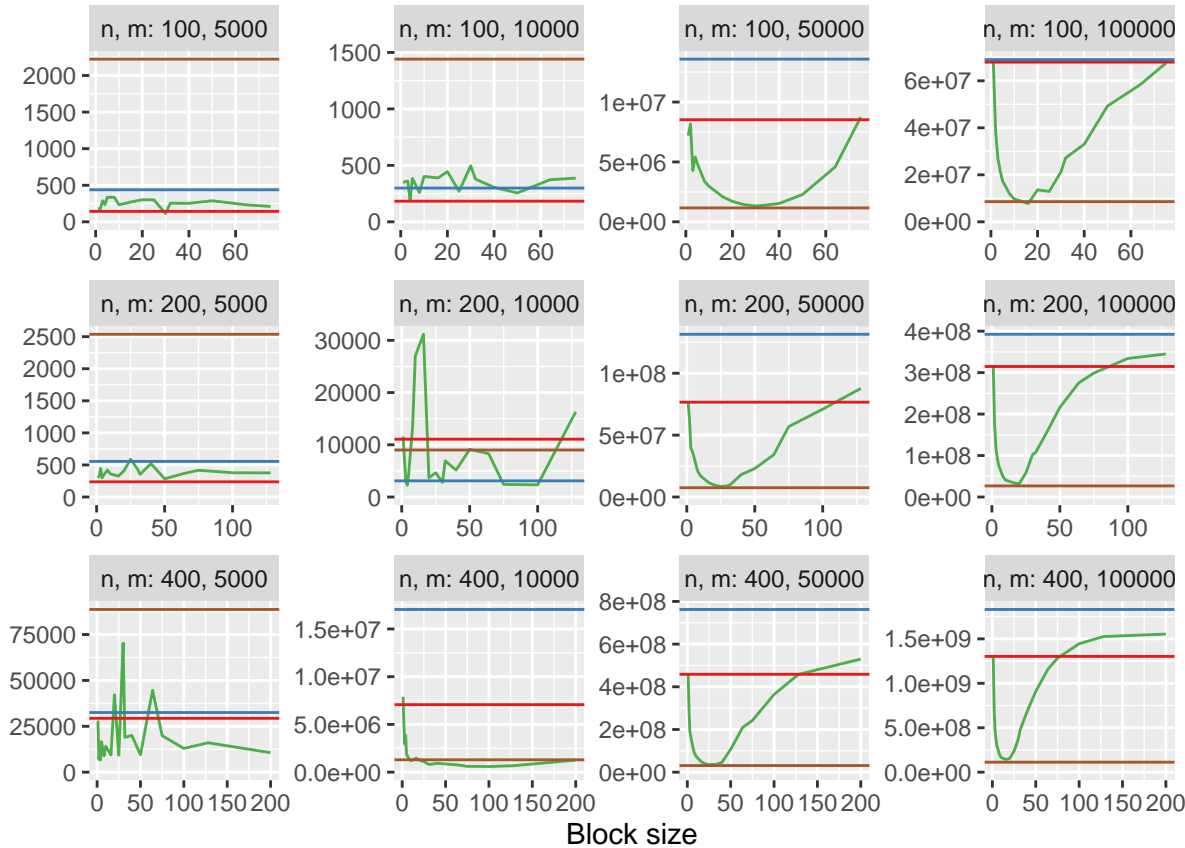 n, m: 100, 5000
n, m: 100, 10000
n, m: 100, 50000
n, m: 100, 100000
2000
1500
1000
500
0
0 20 40 60
1500
1000
500
0
0 20 40 60
1e+07
5e+06
0e+00
0 20 40 60
6e+07
4e+07
2e+07
0e+00
0 20 40 60
n, m: 200, 5000
n, m: 200, 10000
n, m: 200, 50000
n, m: 200, 100000
2500
2000
1500
1000
500
0
0 50 100
30000
20000
10000
0
0 50 100
1e+08
5e+07
0e+00
0 50 100
4e+08
3e+08
2e+08
1e+08
0e+00
0 50 100
n, m: 400, 5000
n, m: 400, 10000
n, m: 400, 50000
n, m: 400, 100000
75000
50000
25000
0
0 50 100 150 200
1.5e+07
1.0e+07
5.0e+06
0.0e+00
0 50 100 150 200
8e+08
6e+08
4e+08
2e+08
0e+00
0 50 100 150 200
1.5e+09
1.0e+09
5.0e+08
0.0e+00
0 50 100 150 200
Block size